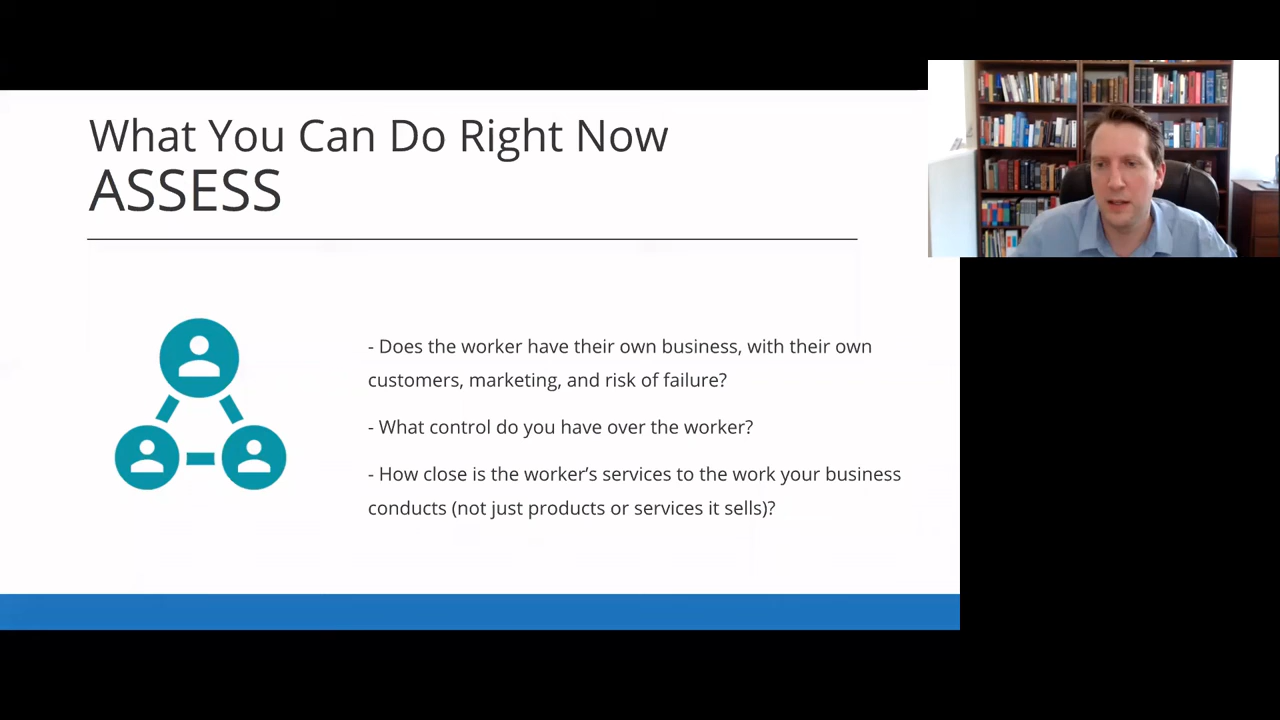 What You Can Do Right Now
ASSESS
- Does the worker have their own business, with their own
customers, marketing, and risk of failure?
- What control do you have over the worker?
- How close is the worker’s services to the work your business
conducts (not just products or services it sells)?